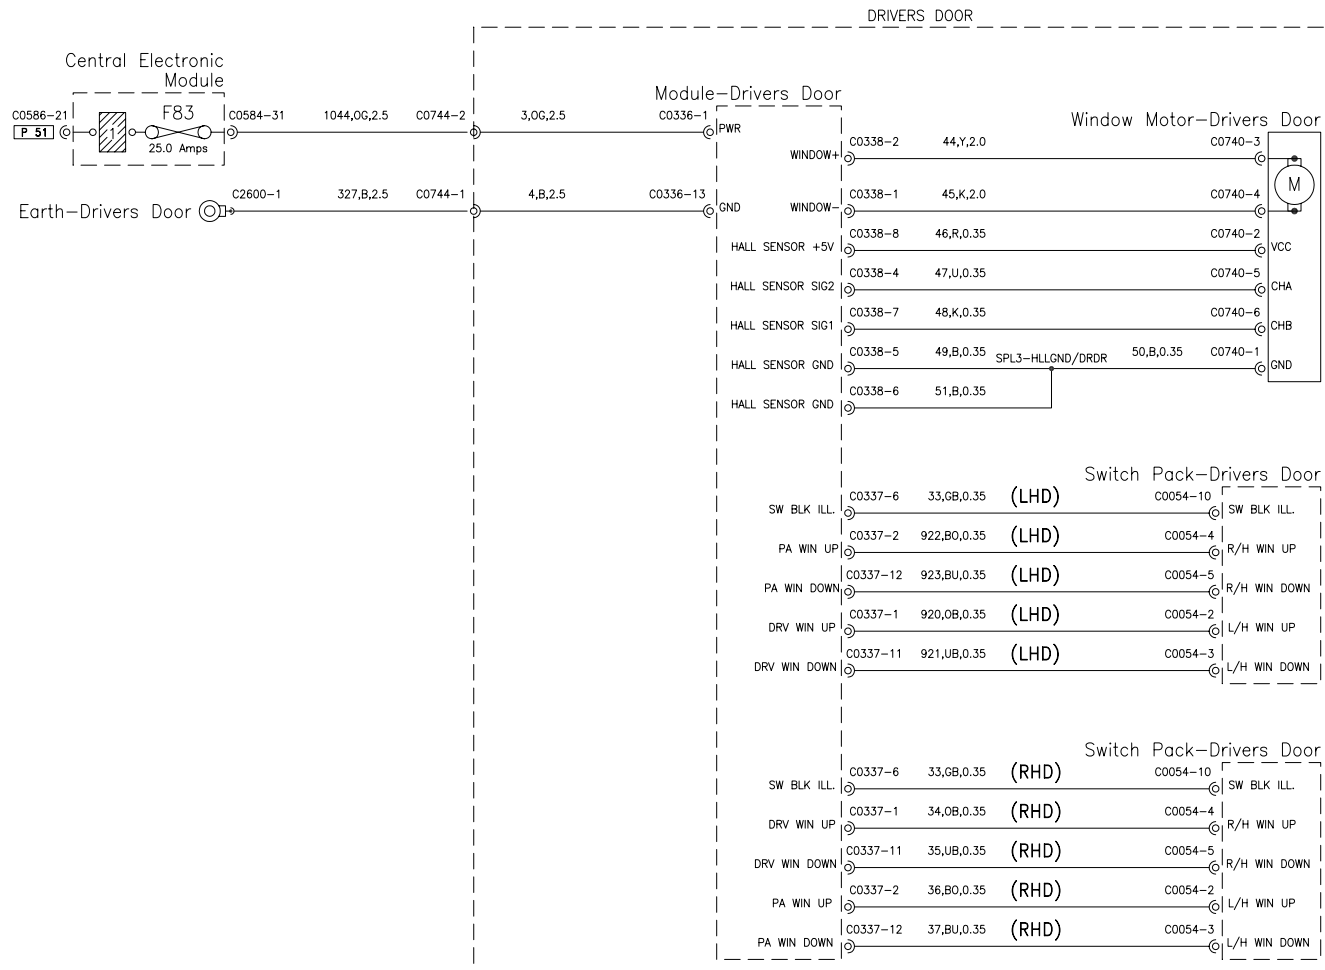 DRIVERS DOOR
Central Electronic
Module
C0586-21
P 51
1
F83
25.0 Amps
C0584-31
1044,OG,2.5
C0744-2
3,OG,2.5
C0336-1
Module-Drivers Door
PWR
Earth-Drivers Door
C2600-1
327,B,2.5
C0744-1
4,B,2.5
C0336-13
GND
Window Motor-Drivers Door
WINDOW+
C0338-2
44,Y,2.0
C0740-3
M
WINDOW-
C0338-1
45,K,2.0
C0740-4
HALL SENSOR +5V
C0338-8
46,R,0.35
C0740-2
VCC
HALL SENSOR SIG2
C0338-4
47,U,0.35
C0740-5
CHA
HALL SENSOR SIG1
C0338-7
48,K,0.35
C0740-6
CHB
HALL SENSOR GND
C0338-5
49,B,0.35
SPL3-HLLGND/DRDR
50,B,0.35
C0740-1
GND
HALL SENSOR GND
C0338-6
51,B,0.35
Switch Pack-Drivers Door
SW BLK ILL.
C0337-6
33,GB,0.35
(LHD)
C0054-10
SW BLK ILL.
PA WIN UP
C0337-2
922,BO,0.35
(LHD)
C0054-4
R/H WIN UP
PA WIN DOWN
C0337-12
923,BU,0.35
(LHD)
C0054-5
R/H WIN DOWN
DRV WIN UP
C0337-1
920,OB,0.35
(LHD)
C0054-2
L/H WIN UP
DRV WIN DOWN
C0337-11
921,UB,0.35
(LHD)
C0054-3
L/H WIN DOWN
Switch Pack-Drivers Door
SW BLK ILL.
C0337-6
33,GB,0.35
(RHD)
C0054-10
SW BLK ILL.
DRV WIN UP
C0337-1
34,OB,0.35
(RHD)
C0054-4
R/H WIN UP
DRV WIN DOWN
C0337-11
35,UB,0.35
(RHD)
C0054-5
R/H WIN DOWN
PA WIN UP
C0337-2
36,BO,0.35
(RHD)
C0054-2
L/H WIN UP
PA WIN DOWN
C0337-12
37,BU,0.35
(RHD)
C0054-3
L/H WIN DOWN